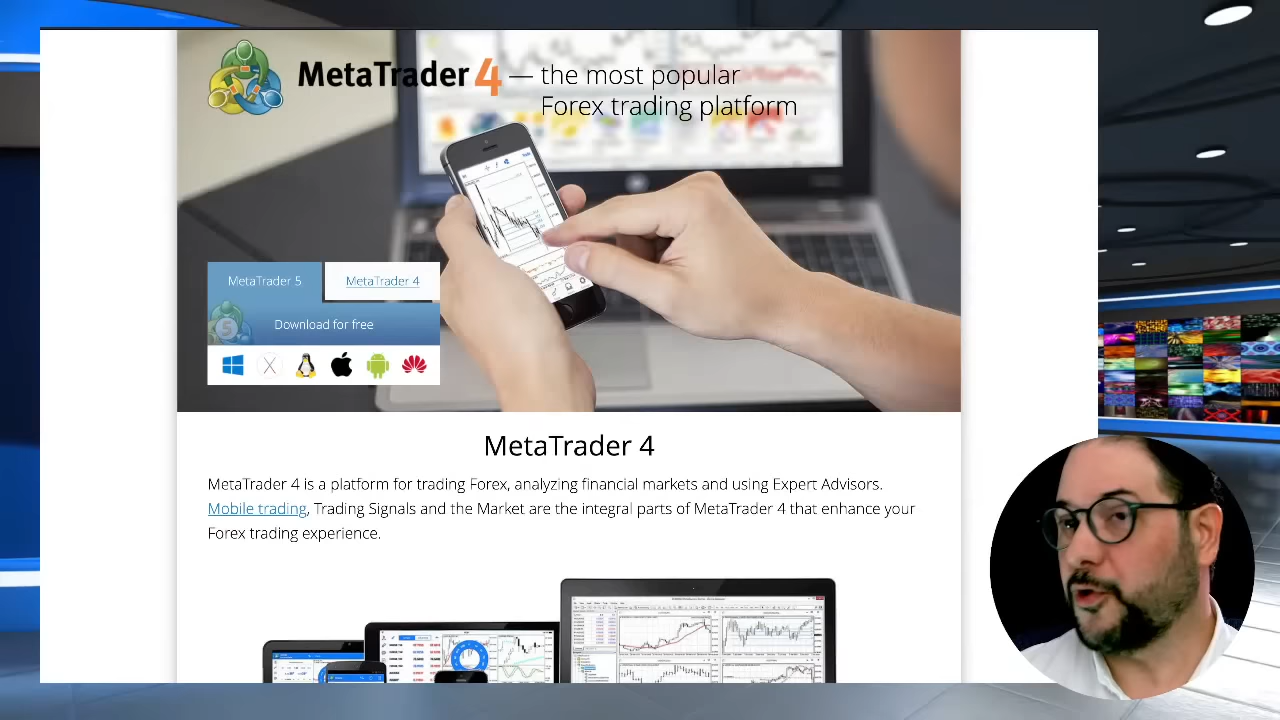 MetaTrader 4 — the most popular
Forex trading platform
MetaTrader 5 MetaTrader 4
5
Download for free
MetaTrader 4
MetaTrader 4 is a platform for trading Forex, analyzing financial markets and using Expert Advisors.
Mobile trading, Trading Signals and the Market are the integral parts of MetaTrader 4 that enhance your
Forex trading experience.